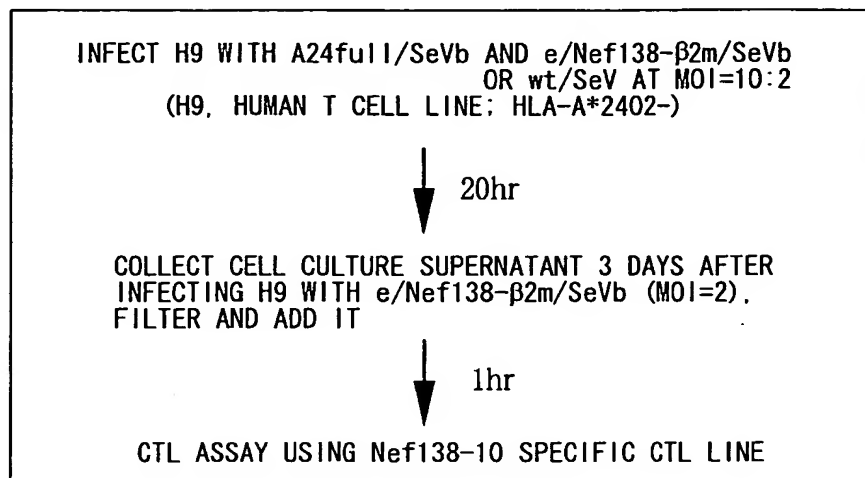 INFECT H9 WITH A24full/SeVb AND e/Nef138-β2m/SeVb
OR wt/SeV AT MOI=10:2
(H9, HUMAN T CELL LINE; HLA-A*2402-)
20hr
COLLECT CELL CULTURE SUPERNATANT 3 DAYS AFTER
INFECTING H9 WITH e/Nef138-β2m/SeVb (MOI=2),
FILTER AND ADD IT
1hr
CTL ASSAY USING Nef138-10 SPECIFIC CTL LINE